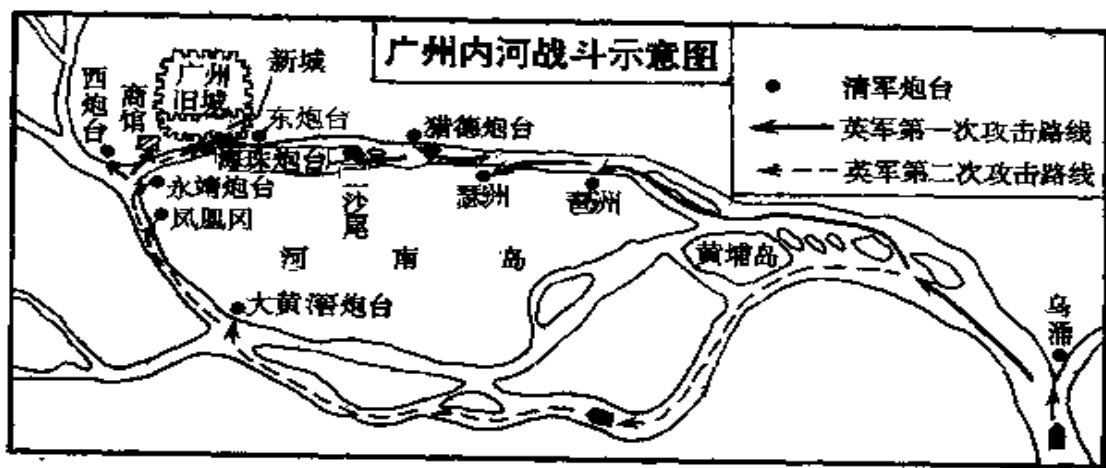 广州内河战斗示意图
清军炮台
英军第一次攻击路线
英军第二次攻击路线
新城
广州
旧城
西炮台
商馆
东炮台
海珠炮台
猎德炮台
二沙尾
琶洲
琶洲
永靖炮台
凤凰冈
河南岛
黄埔岛
大黄滘炮台
乌涌